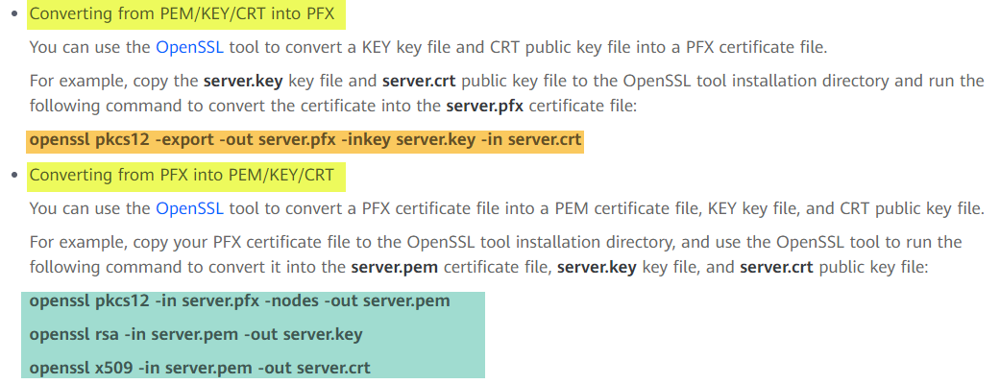 Converting from PEM/KEY/CRT into PFX
You can use the OpenSSL tool to convert a KEY key file and CRT public key file into a PFX certificate file.
For example, copy the server.key key file and server.crt public key file to the OpenSSL tool installation directory and run the
following command to convert the certificate into the server.pfx certificate file:
openssl pkcs12 -export -out server.pfx -inkey server.key -in server.crt
Converting from PFX into PEM/KEY/CRT
You can use the OpenSSL tool to convert a PFX certificate file into a PEM certificate file, KEY key file, and CRT public key file.
For example, copy your PFX certificate file to the OpenSSL tool installation directory, and use the OpenSSL tool to run the
following command to convert it into the server.pem certificate file, server.key key file, and server.crt public key file:
openssl pkcs12 -in server.pfx -nodes -out server.pem
openssl rsa -in server.pem -out server.key
openssl x509 -in server.pem -out server.crt